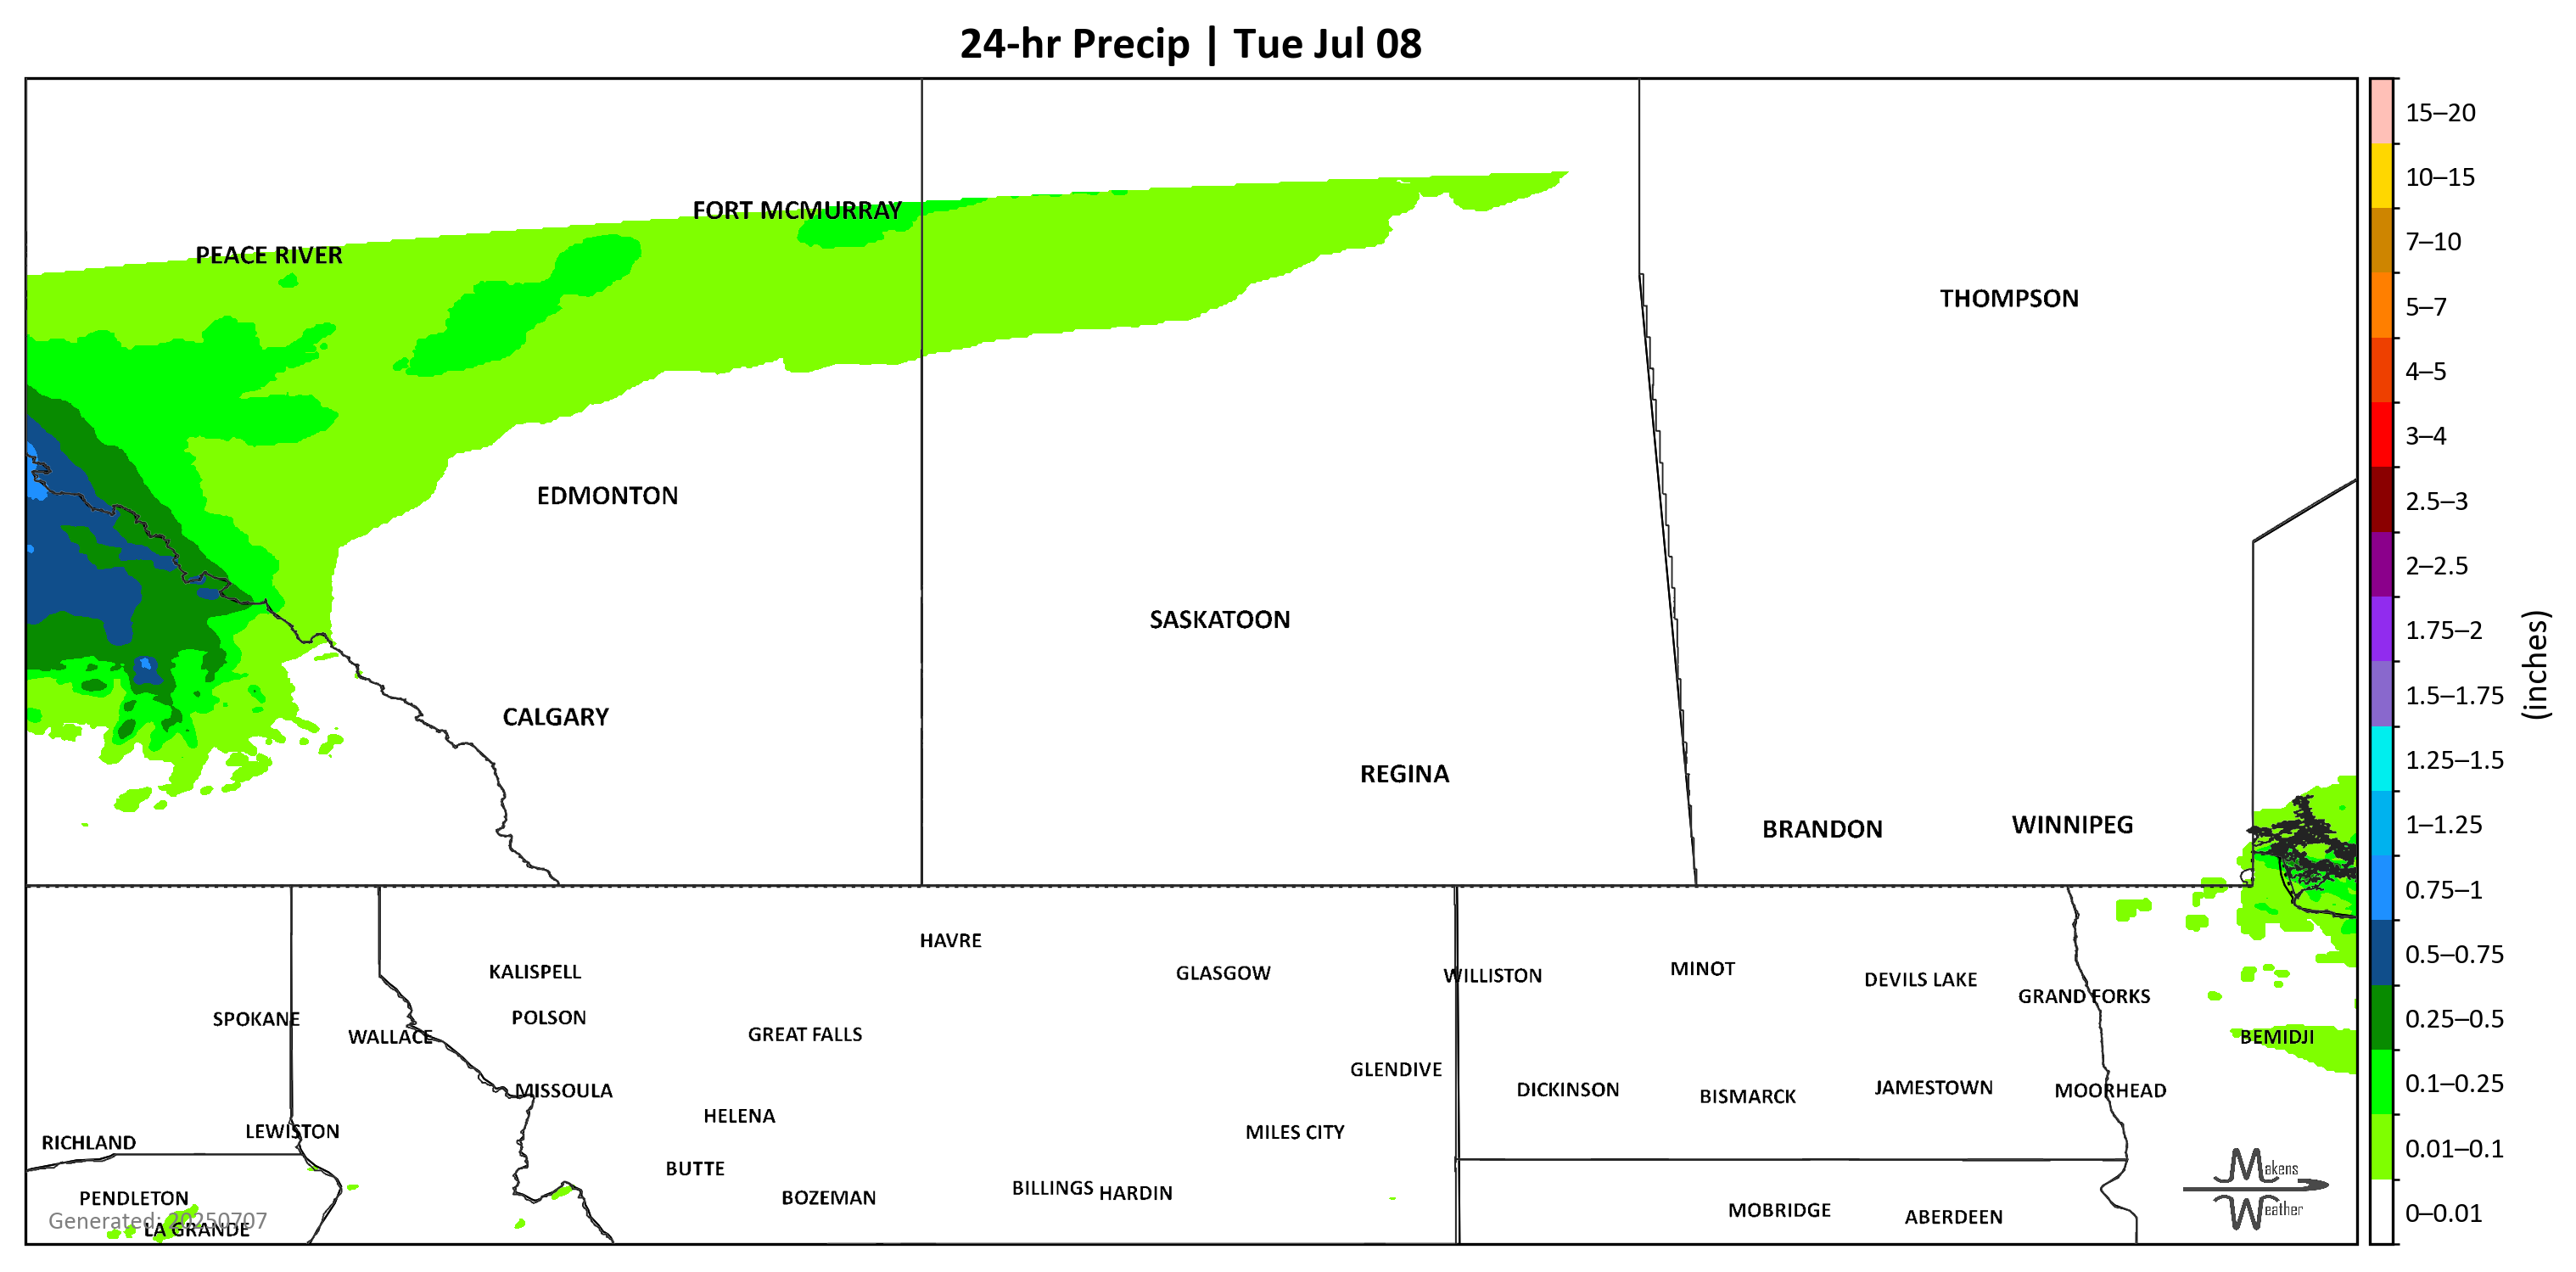 24-hr Precip | Tue Jul 08
FORT MCMURRAY
PEACE RIVER
THOMPSON
EDMONTON
SASKATOON
CALGARY
REGINA
BRANDON
WINNIPEG
HAVRE
KALISPELL
GLASGOW
WILLISTON
MINOT
DEVILS LAKE
GRAND FORKS
SPOKANE
POLSON
WALLACE
GREAT FALLS
BEMIDJI
GLENDIVE
MISSOULA
DICKINSON
BISMARCK
JAMESTOWN
MOORHEAD
HELENA
LEWISTON
MILES CITY
RICHLAND
BUTTE
PENDLETON
BOZEMAN
BILLINGS
HARDIN
MOBRIDGE
ABERDEEN
Generated: 20250707
LA GRANDE
Makens
Weather
15–20
10–15
7–10
5–7
4–5
3–4
2.5–3
2–2.5
1.75–2
1.5–1.75
1.25–1.5
1–1.25
0.75–1
0.5–0.75
0.25–0.5
0.1–0.25
0.01–0.1
0–0.01
(inches)